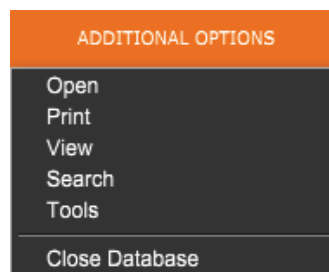 ADDITIONAL OPTIONS
Open
Print
View
Search
Tools
Close Database